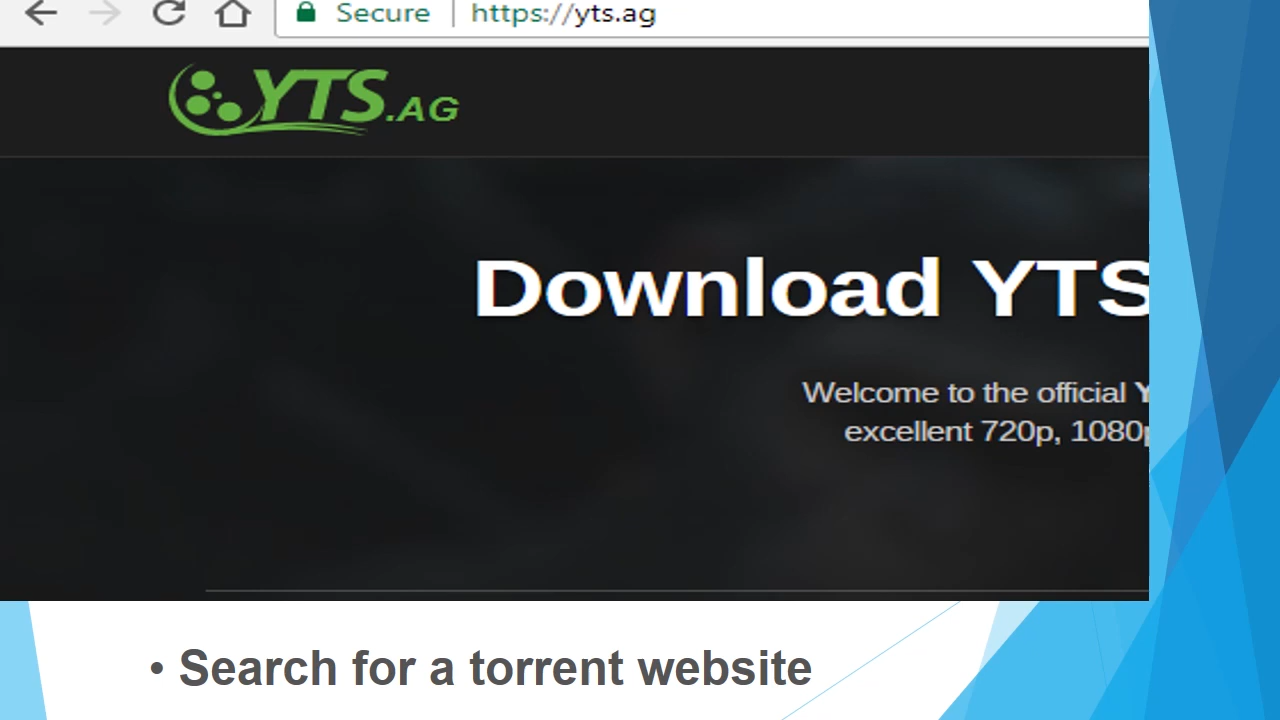 Secure | https://yts.ag
YTS.AG
Download YTS
Welcome to the official Y
excellent 720p, 1080p
• Search for a torrent website